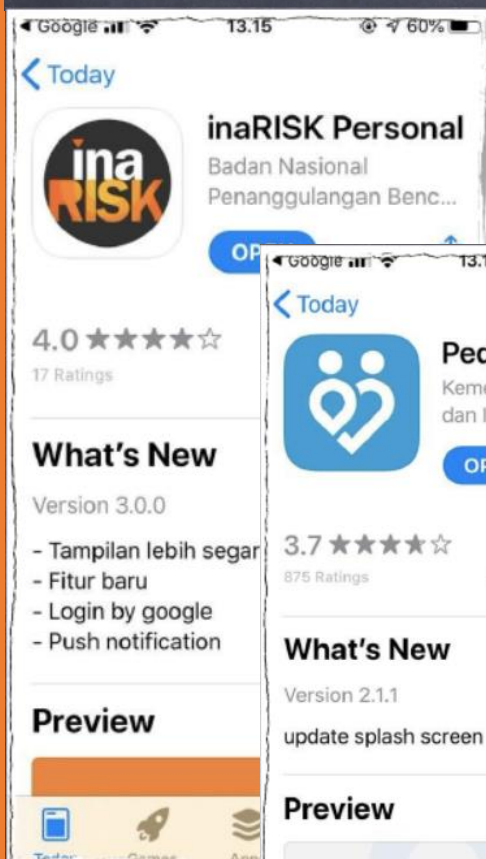 Google
13.15
60%
Today
ina
RISK
inaRISK Personal
Badan Nasional
Penanggulangan Benc...
4.0
17 Ratings
What's New
Version 3.0.0
- Tampilan lebih segar
- Fitur baru
- Login by google
- Push notification
Preview
Today
Google
Today
3.7
875 Ratings
What's New
Version 2.1.1
update splash screen
Preview